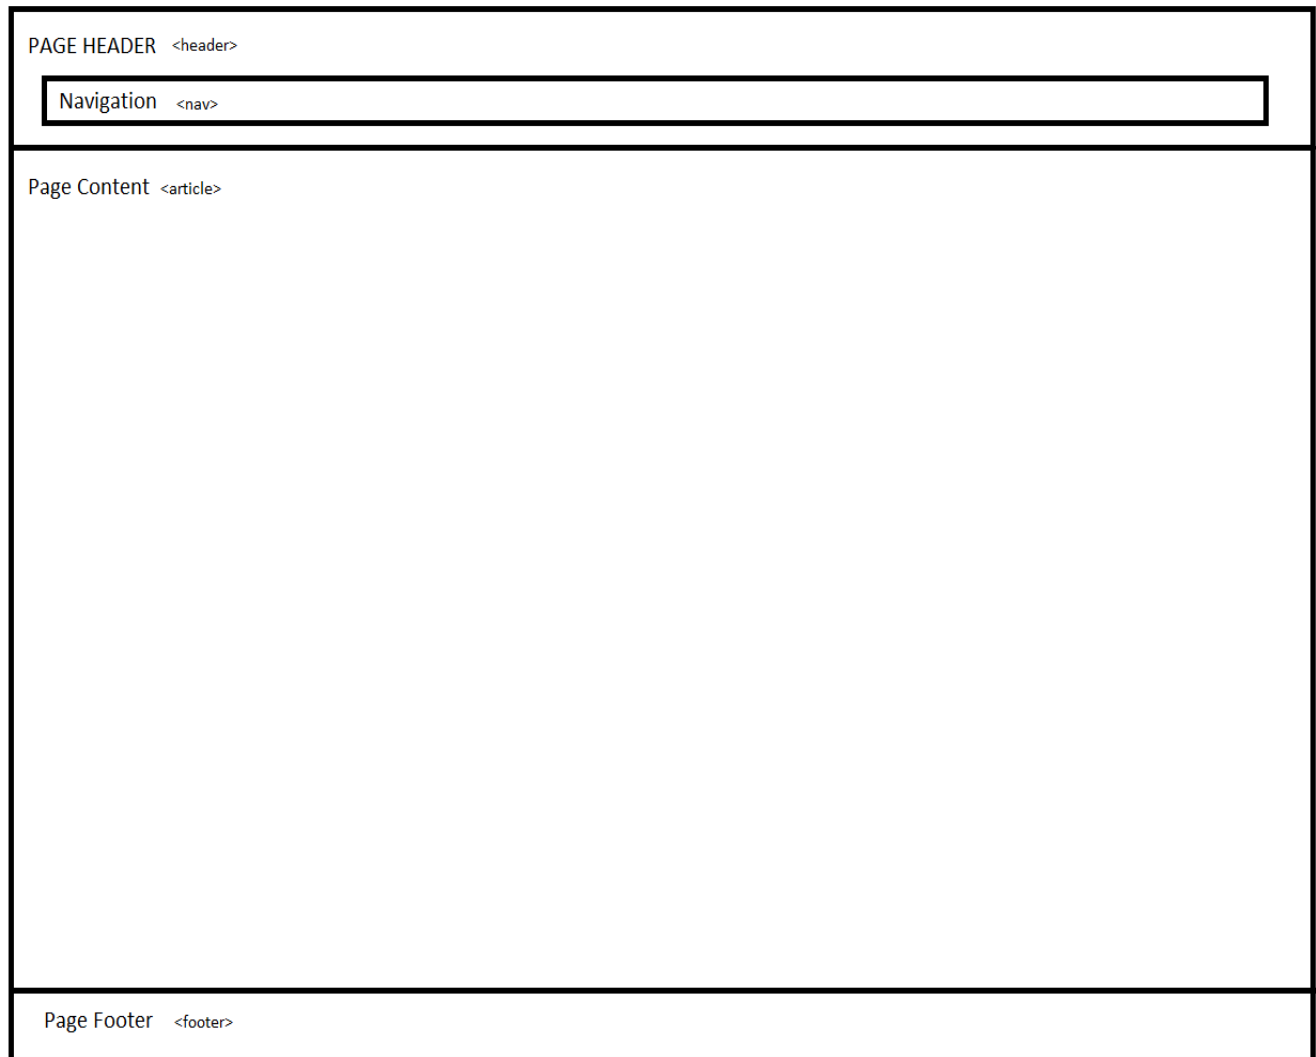 PAGE HEADER <header>
Navigation <nav>
Page Content <article>
Page Footer <footer>